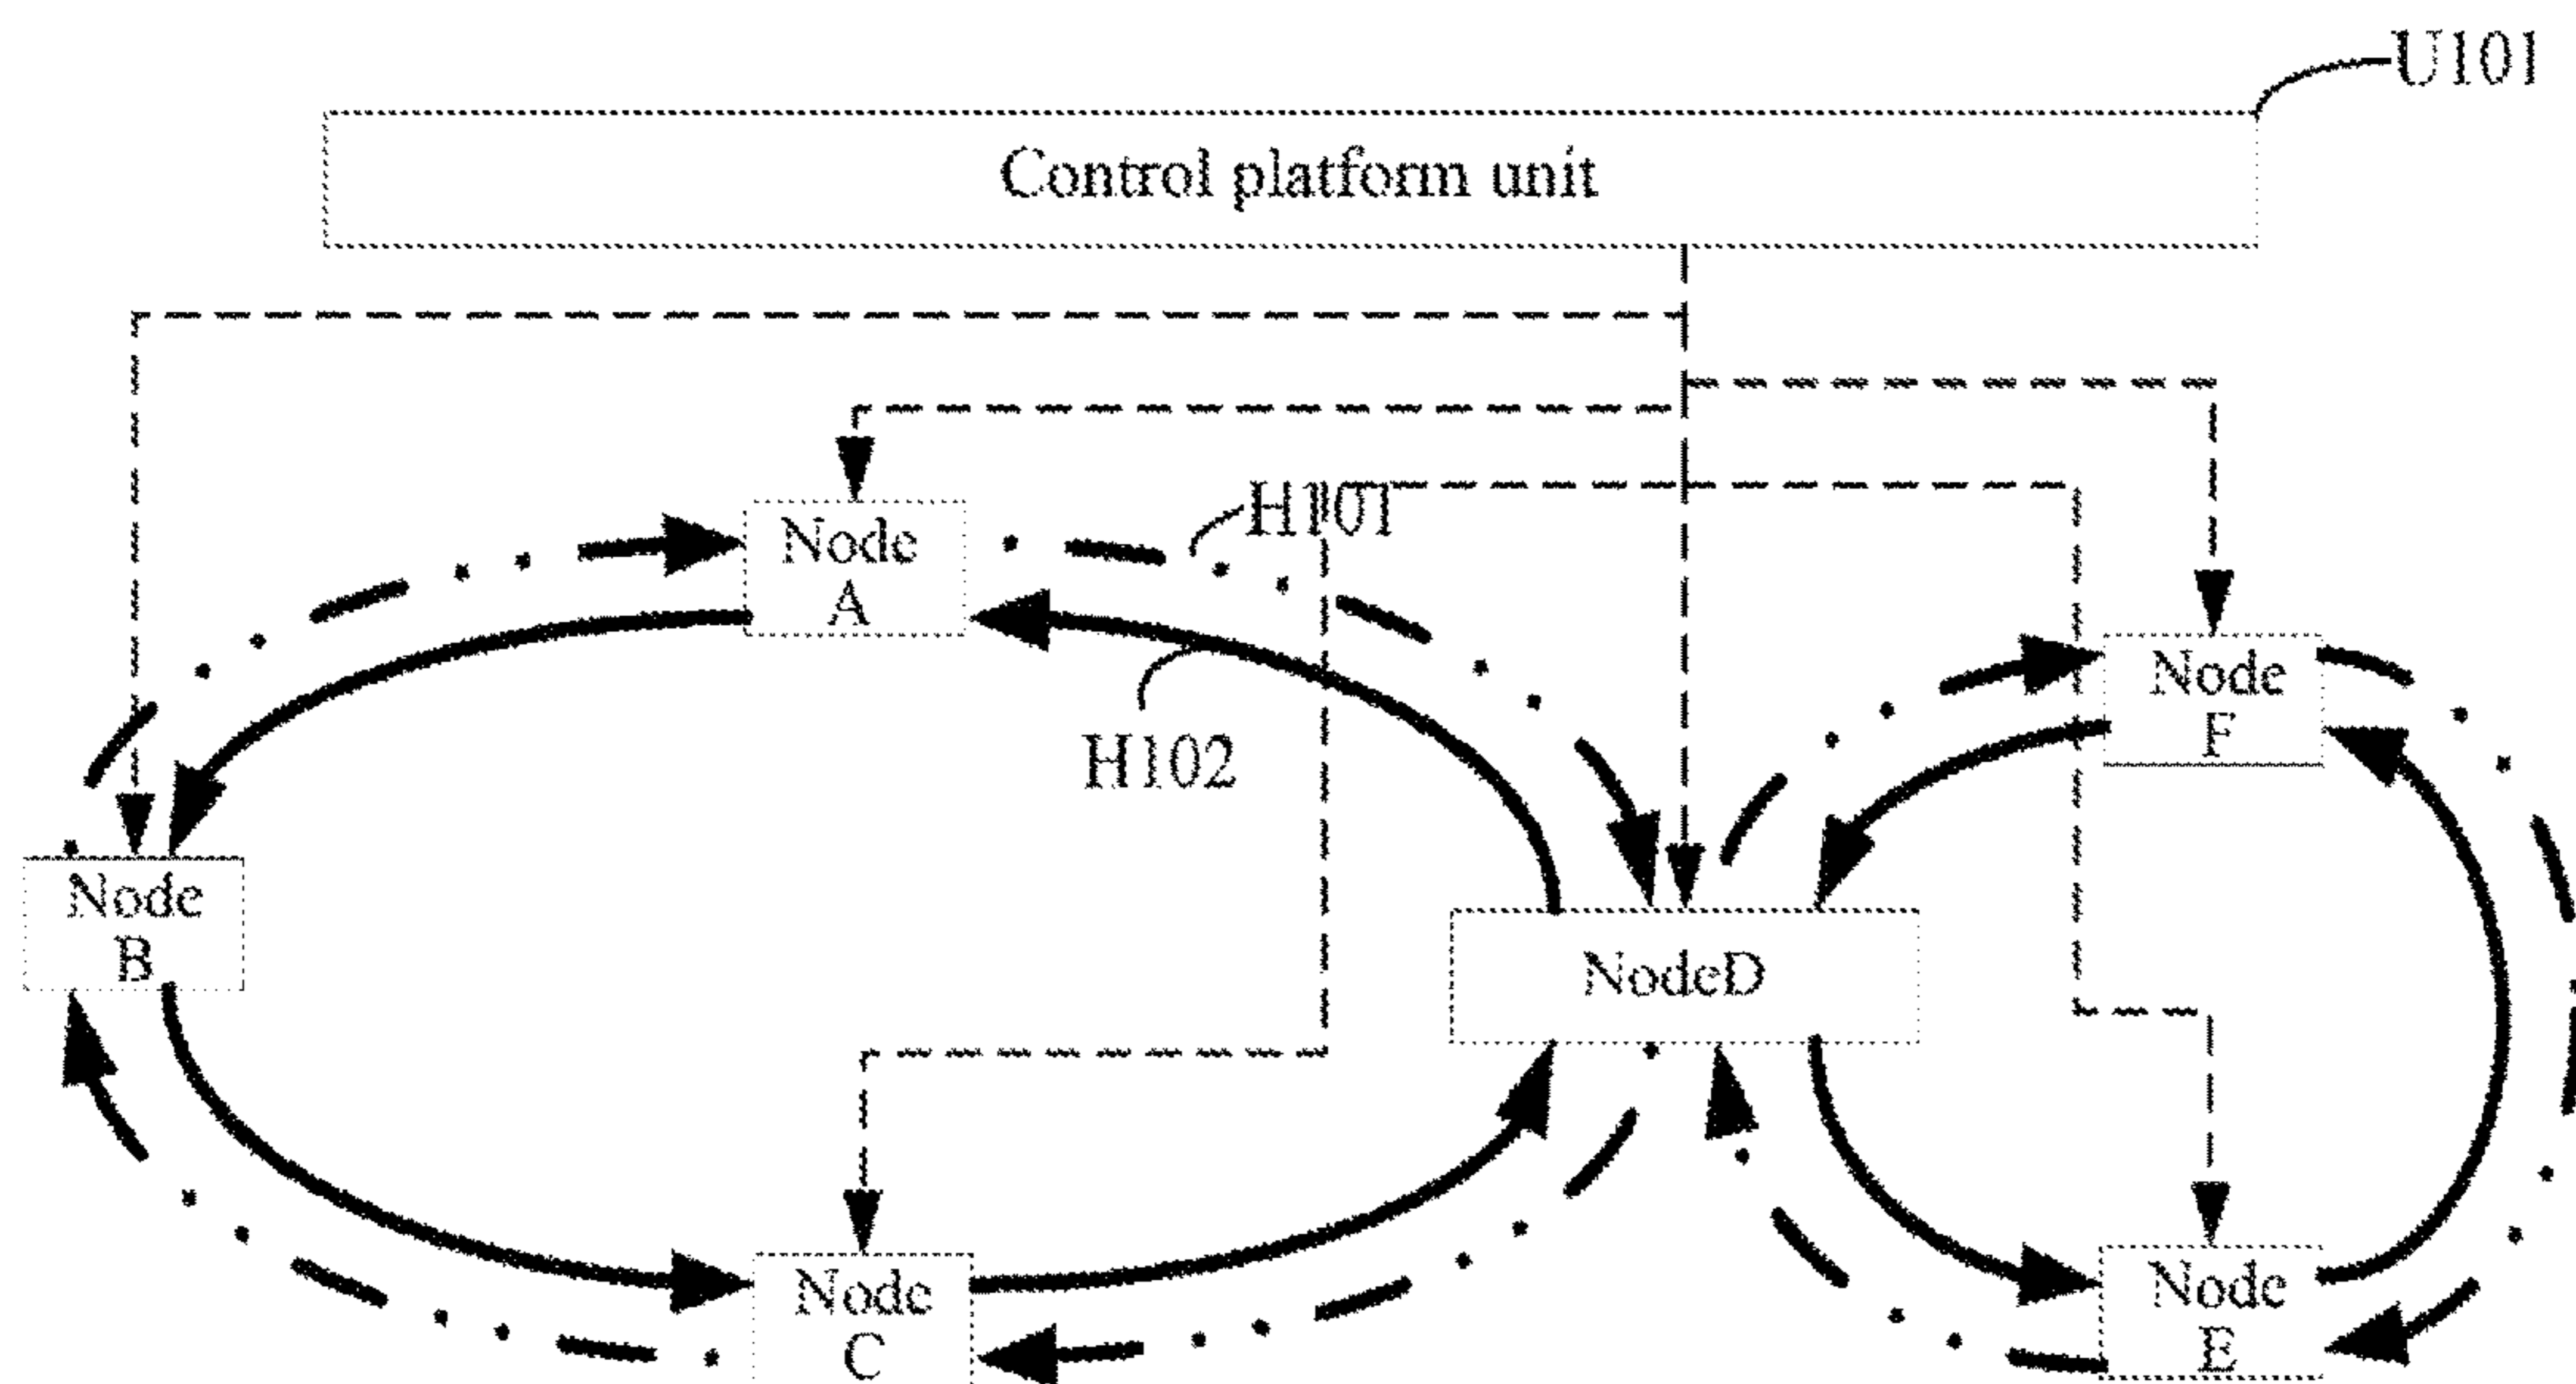 U101
Control platform unit
H101
Node
A
Node
F
H102
Node
B
NodeD
Node
C
Node
E